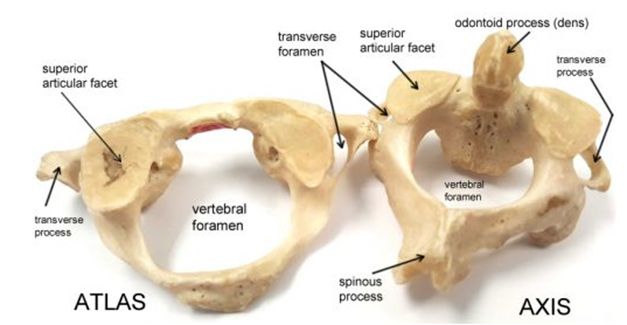 superior
articular facet
transverse
process
vertebral
foramen
ATLAS
transverse
foramen
superior
articular facet
odontoid process (dens)
transverse
process
vertebral
foramen
spinous
process
AXIS